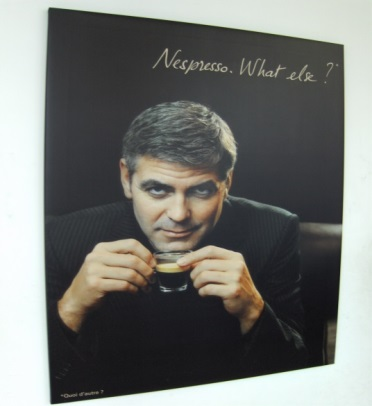 Nespresso. What else ?*
*Quoi d'autre ?